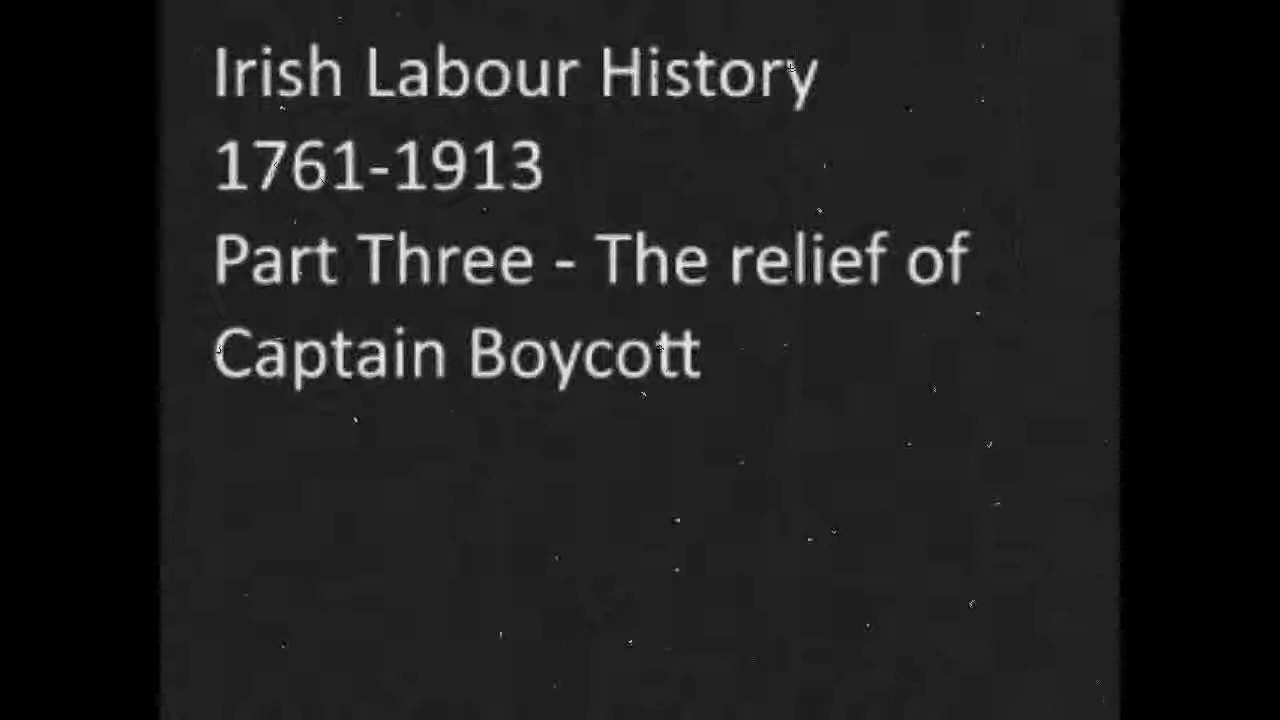 Irish Labour History
1761-1913
Part Three - The relief of
Captain Boycott